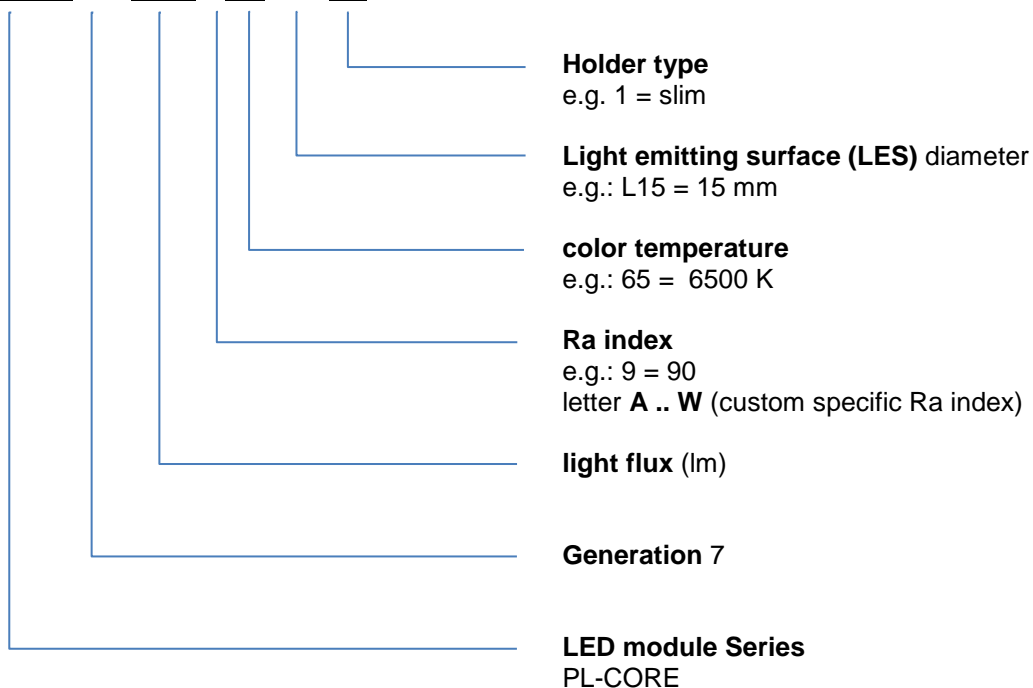 Holder type
e.g. 1 = slim
Light emitting surface (LES) diameter
e.g.: L15 = 15 mm
color temperature
e.g.: 65 = 6500 K
Ra index
e.g.: 9 = 90
letter A .. W (custom specific Ra index)
light flux (lm)
Generation 7
LED module Series
PL-CORE